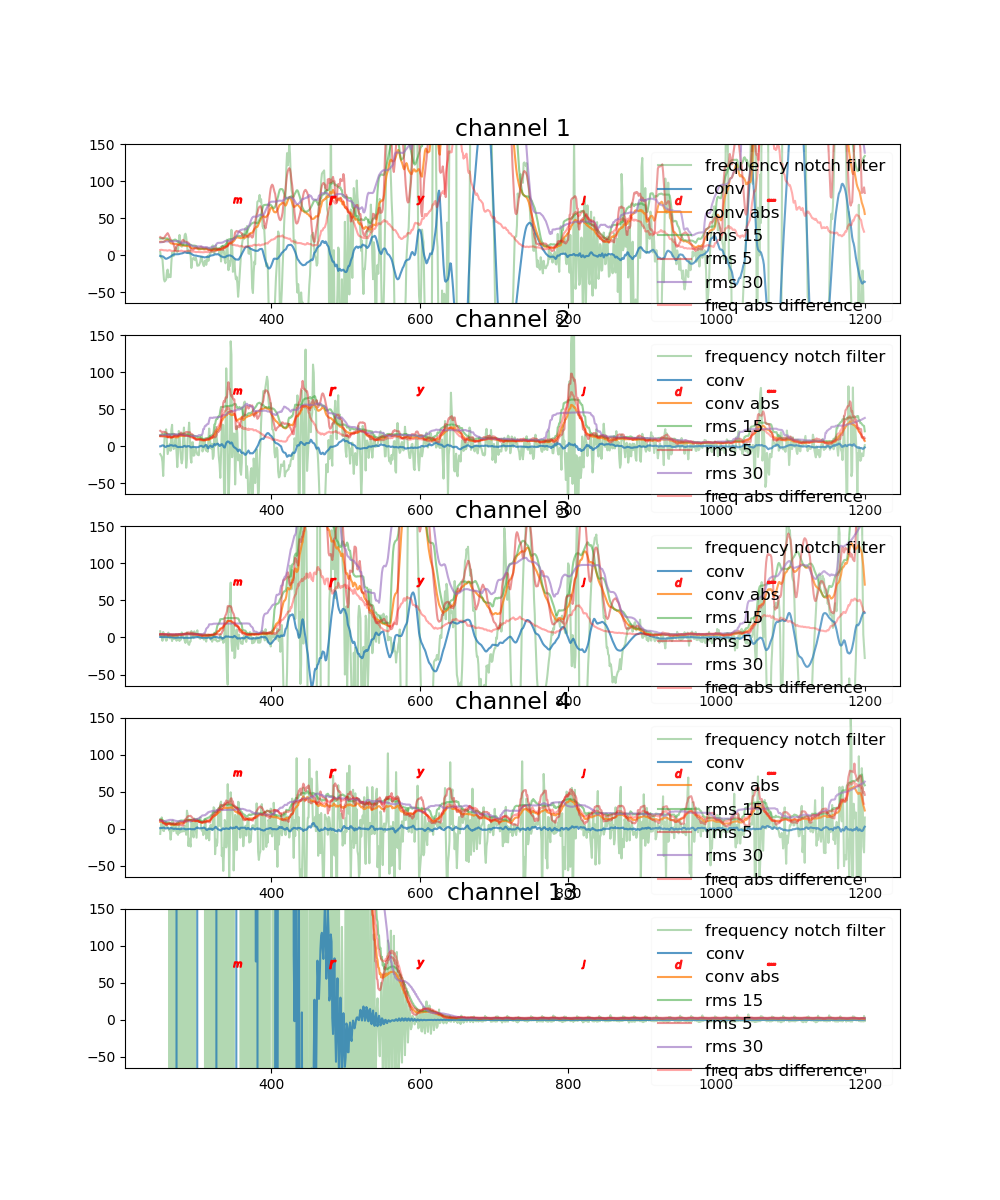 channel 1
150
100
50
0
−50
m r y J d -
frequency notch filter
conv
conv abs
rms 15
rms 5
rms 30
freq abs difference
400 600 800 1000 1200
channel 2
150
100
50
0
−50
m r y J d -
frequency notch filter
conv
conv abs
rms 15
rms 5
rms 30
freq abs difference
400 600 800 1000 1200
channel 3
150
100
50
0
−50
m r y J d -
frequency notch filter
conv
conv abs
rms 15
rms 5
rms 30
freq abs difference
400 600 800 1000 1200
channel 4
150
100
50
0
−50
m r y J d -
frequency notch filter
conv
conv abs
rms 15
rms 5
rms 30
freq abs difference
400 600 800 1000 1200
channel 13
150
100
50
0
−50
m r y J d -
frequency notch filter
conv
conv abs
rms 15
rms 5
rms 30
freq abs difference
400 600 800 1000 1200